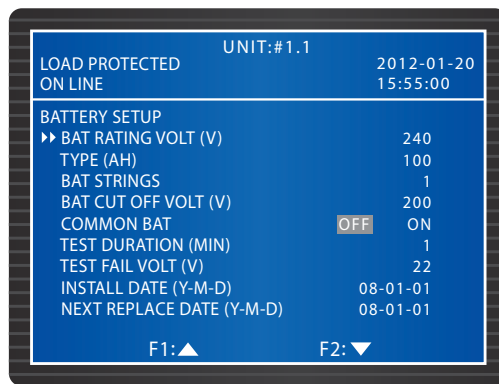 UNIT:#1.1
LOAD PROTECTED 2012-01-20
ON LINE 15:55:00
BATTERY SETUP
BAT RATING VOLT (V) 240
TYPE (AH) 100
BAT STRINGS 1
BAT CUT OFF VOLT (V) 200
COMMON BAT OFF ON
TEST DURATION (MIN) 1
TEST FAIL VOLT (V) 22
INSTALL DATE (Y-M-D) 08-01-01
NEXT REPLACE DATE (Y-M-D) 08-01-01
F1:▲ F2:▼